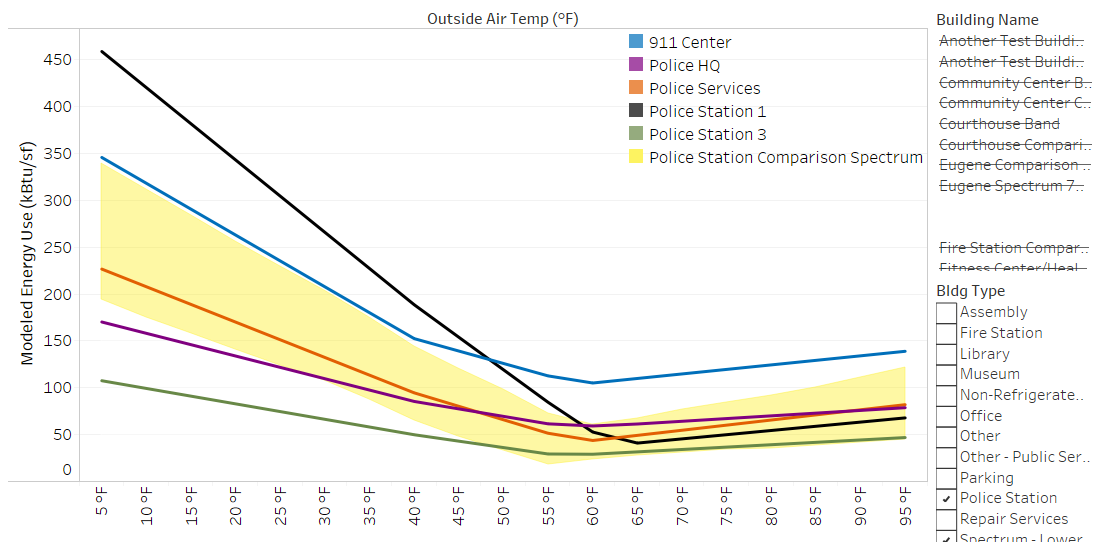 Outside Air Temp (°F)
Modeled Energy Use (kBtu/sf)
450
400
350
300
250
200
150
100
50
0
911 Center
Police HQ
Police Services
Police Station 1
Police Station 3
Police Station Comparison Spectrum
5 °F
10 °F
15 °F
20 °F
25 °F
30 °F
35 °F
40 °F
45 °F
50 °F
55 °F
60 °F
65 °F
70 °F
75 °F
80 °F
85 °F
90 °F
95 °F
Building Name
Another Test Buildi..
Another Test Buildi..
Community Center B..
Community Center C..
Courthouse Band
Courthouse Compari..
Eugene Comparison ..
Eugene Spectrum 7..
Fire Station Compar..
Fitness Center/Heal..
Bldg Type
Assembly
Fire Station
Library
Museum
Non-Refrigerate..
Office
Other
Other - Public Ser..
Parking
Police Station
Repair Services
Spectrum - Lower